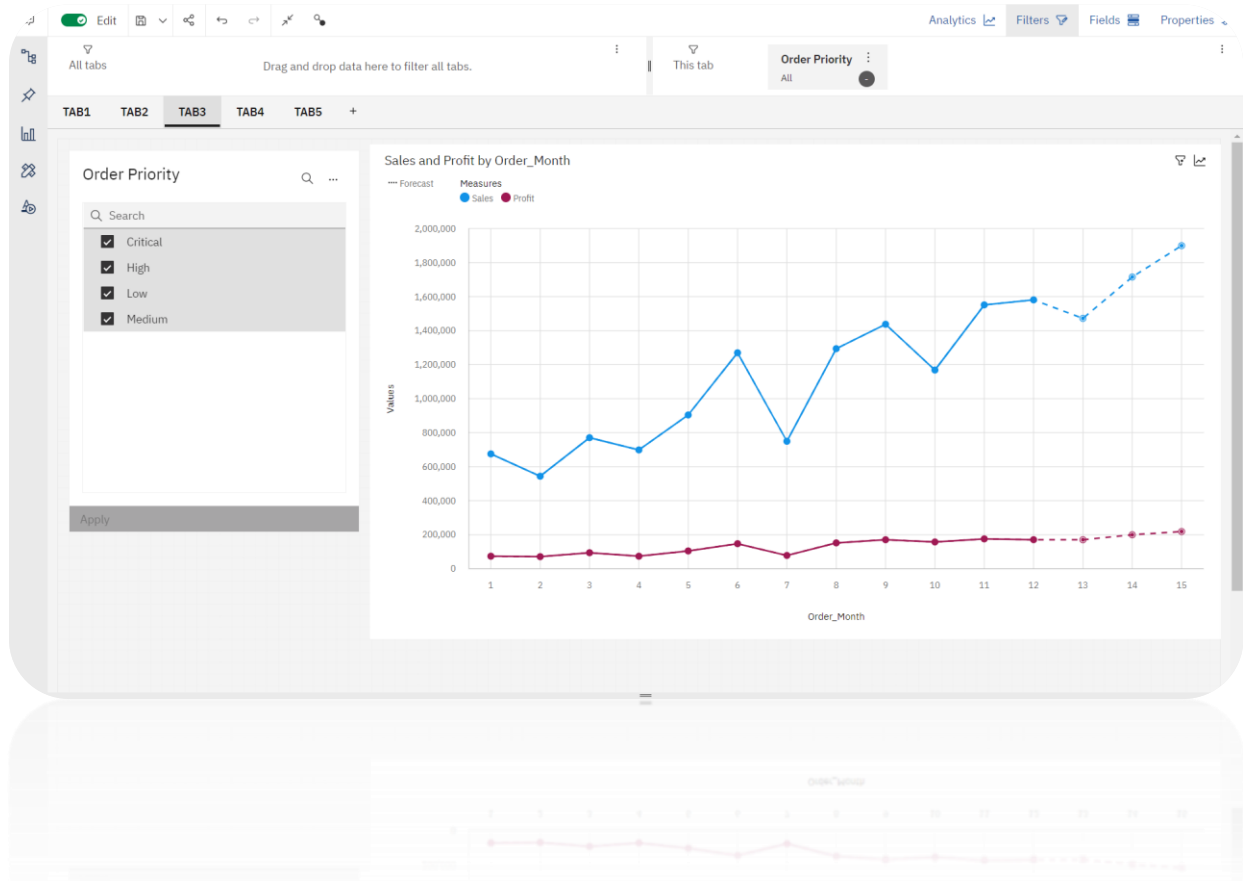 Edit
Analytics
Filters
Fields
Properties
All tabs
Drag and drop data here to filter all tabs.
This tab
Order Priority
All
TAB1 TAB2 TAB3 TAB4 TAB5 +
Order Priority
Search
Critical
High
Low
Medium
Apply
Sales and Profit by Order_Month
Forecast
Measures
Sales Profit
2,000,000
1,800,000
1,600,000
1,400,000
1,200,000
1,000,000
800,000
600,000
400,000
200,000
0
Values
1 2 3 4 5 6 7 8 9 10 11 12 13 14 15
Order_Month